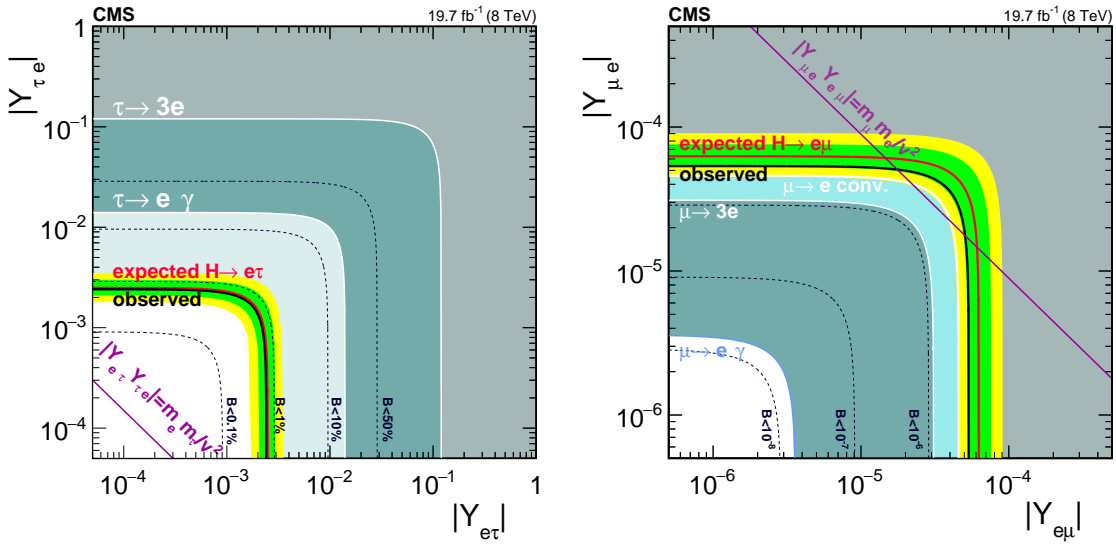 CMS
19.7 fb⁻¹ (8 TeV)
|Y_τe|
1
10⁻¹
10⁻²
10⁻³
10⁻⁴
τ→ 3e
τ→ e γ
expected H→ eτ
observed
|Y_eτ Y_τe|=m_e m_τ/v²
B<0.1%
B<1%
B<10%
B<50%
10⁻⁴
10⁻³
10⁻²
10⁻¹
1
|Y_eτ|
CMS
19.7 fb⁻¹ (8 TeV)
|Y_μe|
10⁻⁴
10⁻⁵
10⁻⁶
|Y_μe Y_eμ|=m_μ m_e/v²
expected H→ eμ
observed
μ→ e conv.
μ→ 3e
μ→ e γ
B<10⁻⁸
B<10⁻⁷
B<10⁻⁶
10⁻⁶
10⁻⁵
10⁻⁴
|Y_eμ|